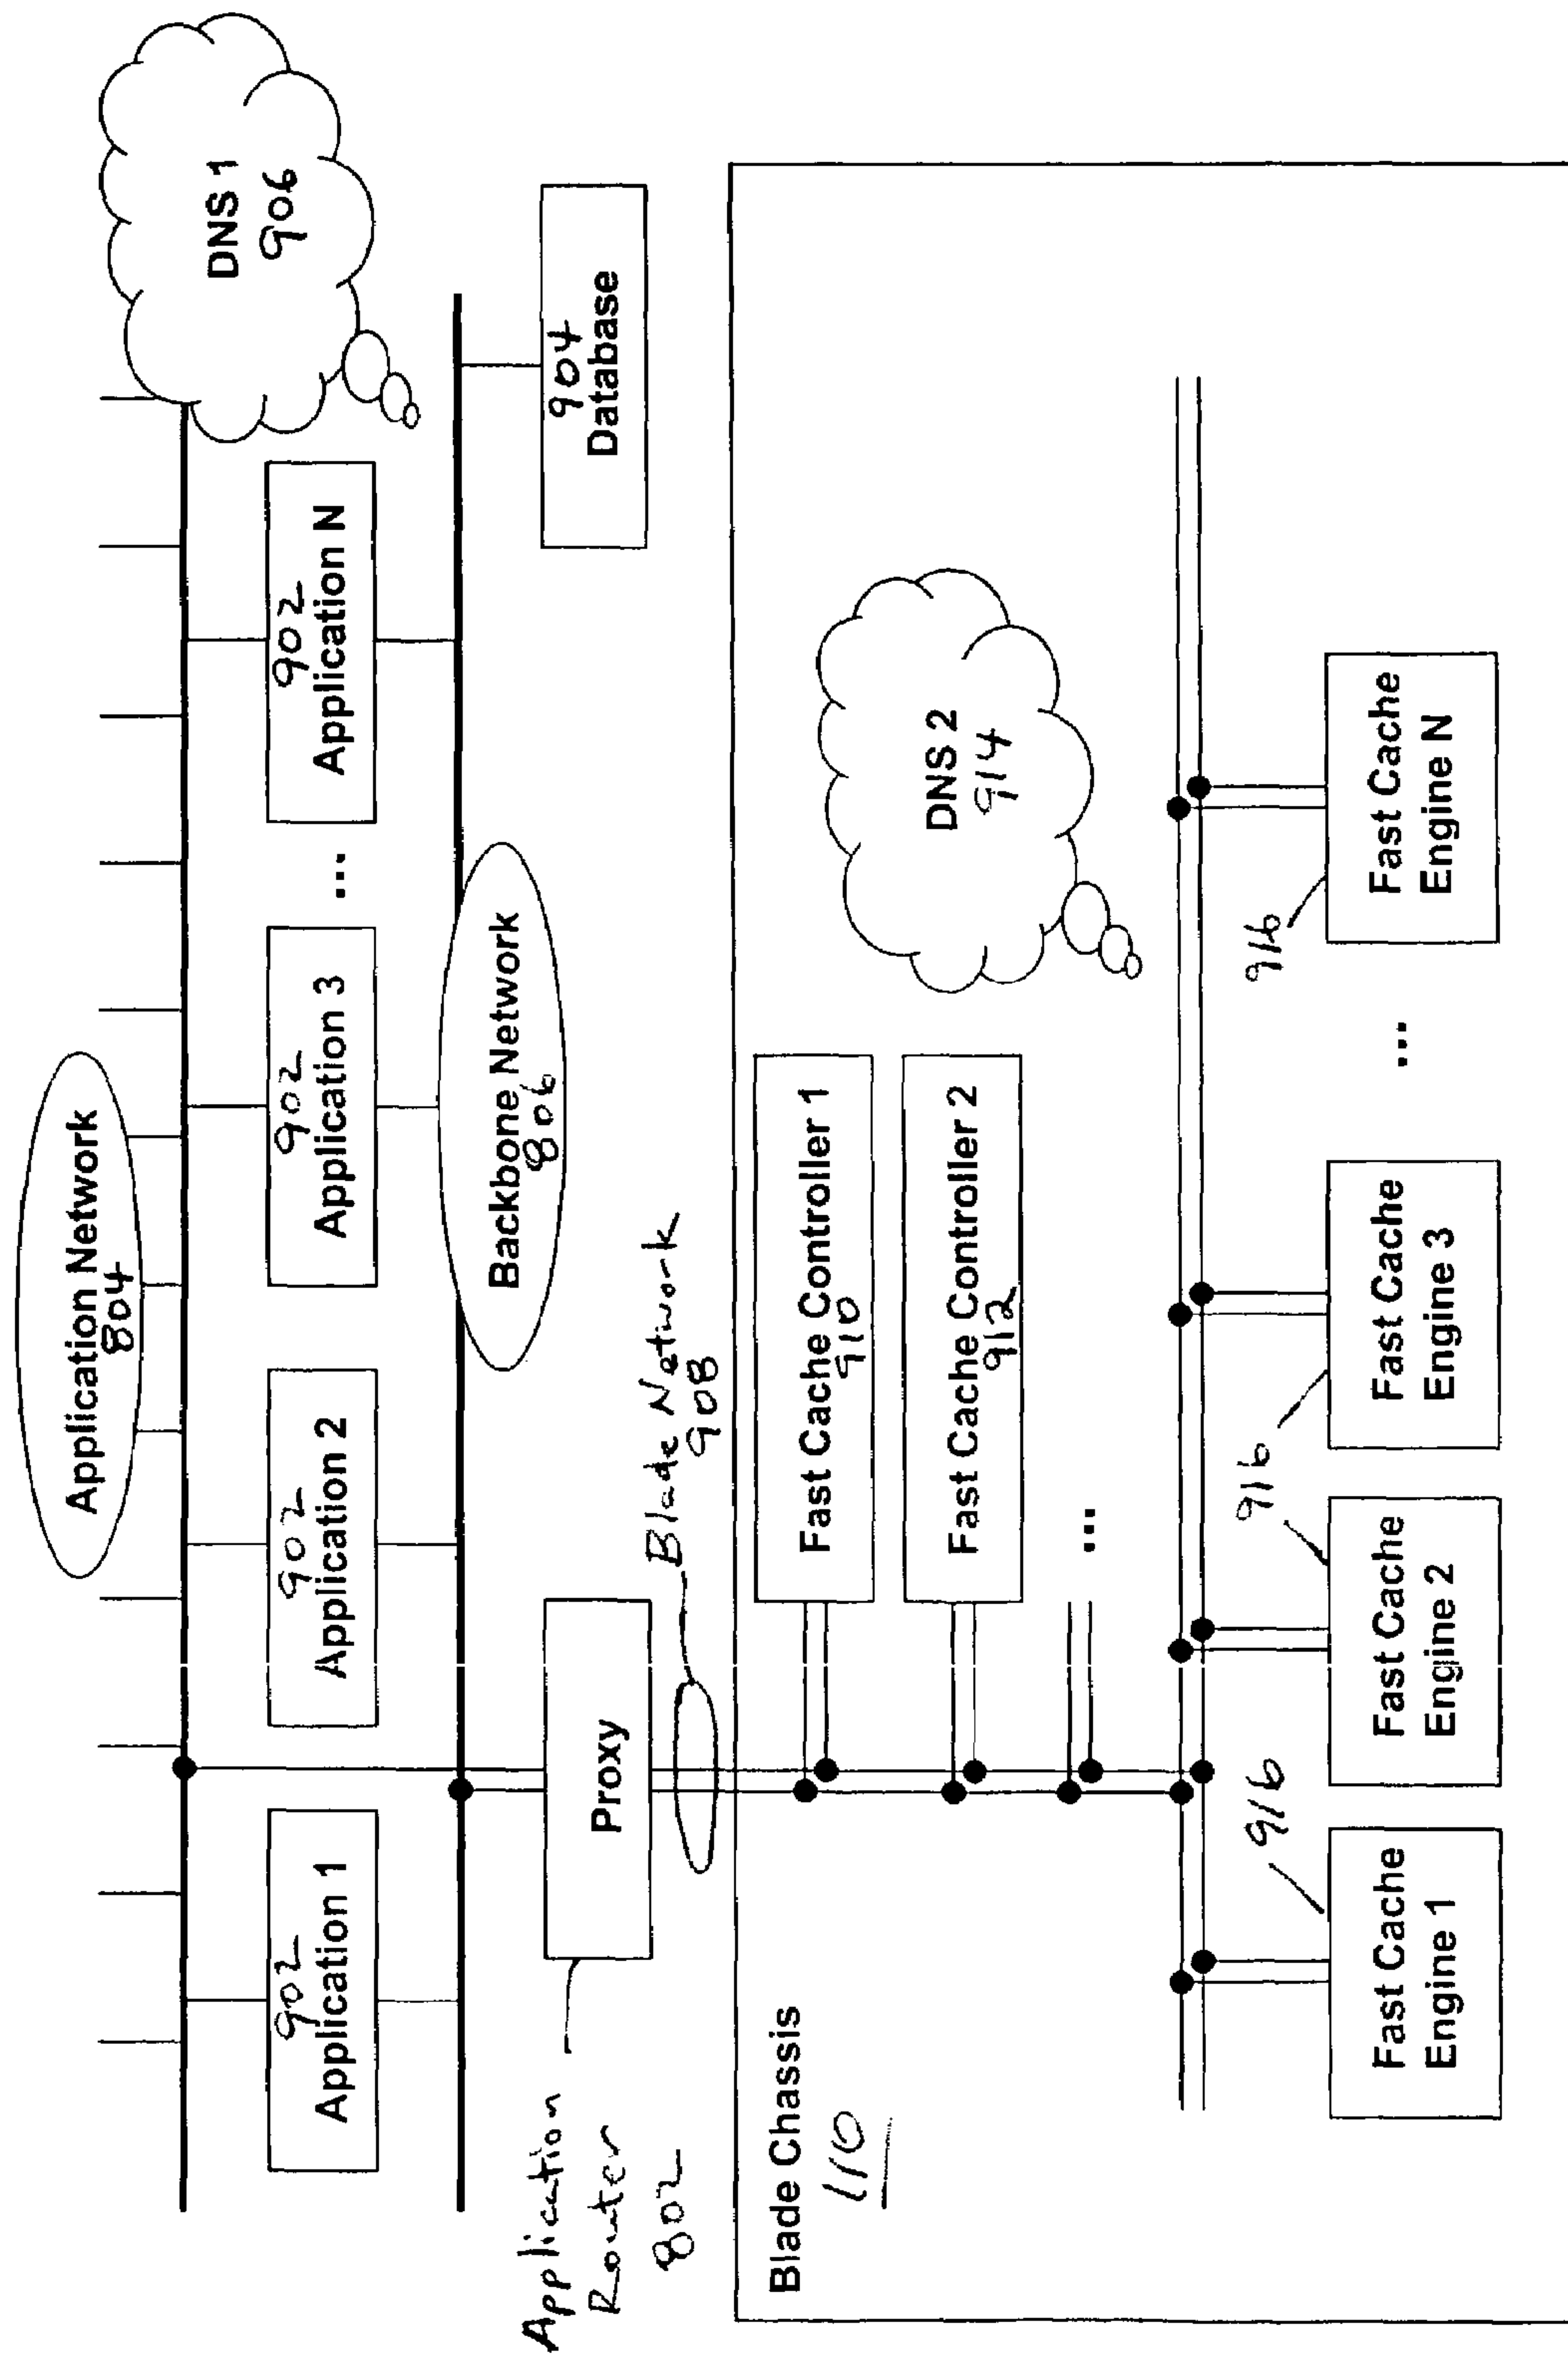 Application Network
804
DNS 1
906
902
Application 1
902
Application 2
902
Application 3
...
902
Application N
Backbone Network
806
904
Database
Application
Router
802
Proxy
Blade Network
908
Blade Chassis
110
Fast Cache Controller 1
910
Fast Cache Controller 2
912
...
DNS 2
914
916
916
916
Fast Cache
Engine 1
Fast Cache
Engine 2
Fast Cache
Engine 3
...
Fast Cache
Engine N